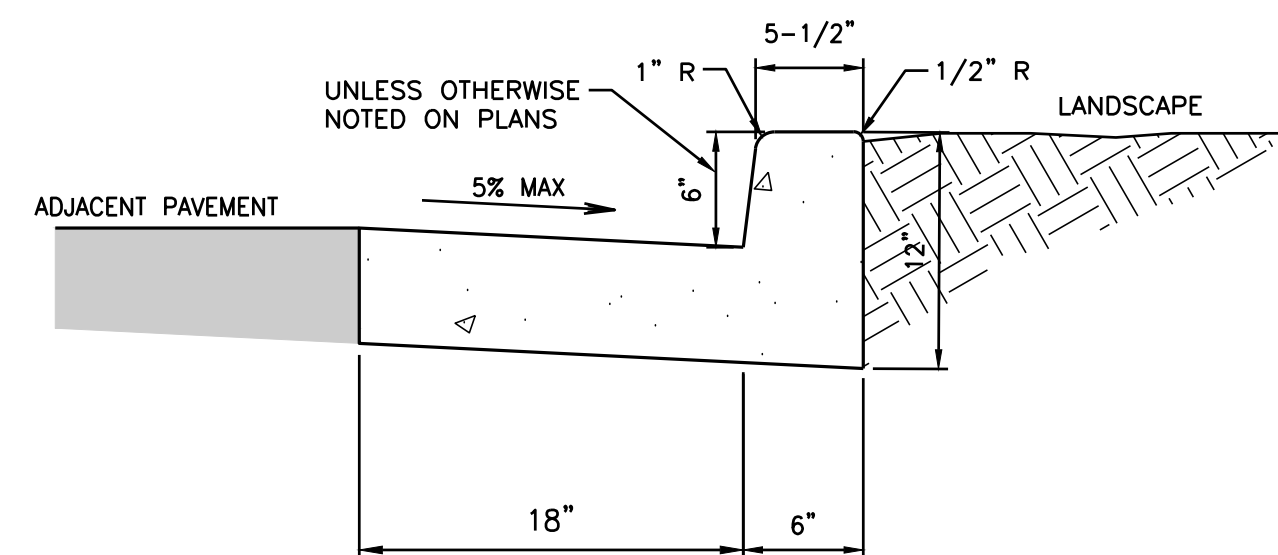 5-1/2"
1" R
1/2" R
UNLESS OTHERWISE
NOTED ON PLANS
LANDSCAPE
5% MAX
6"
ADJACENT PAVEMENT
12"
18"
6"